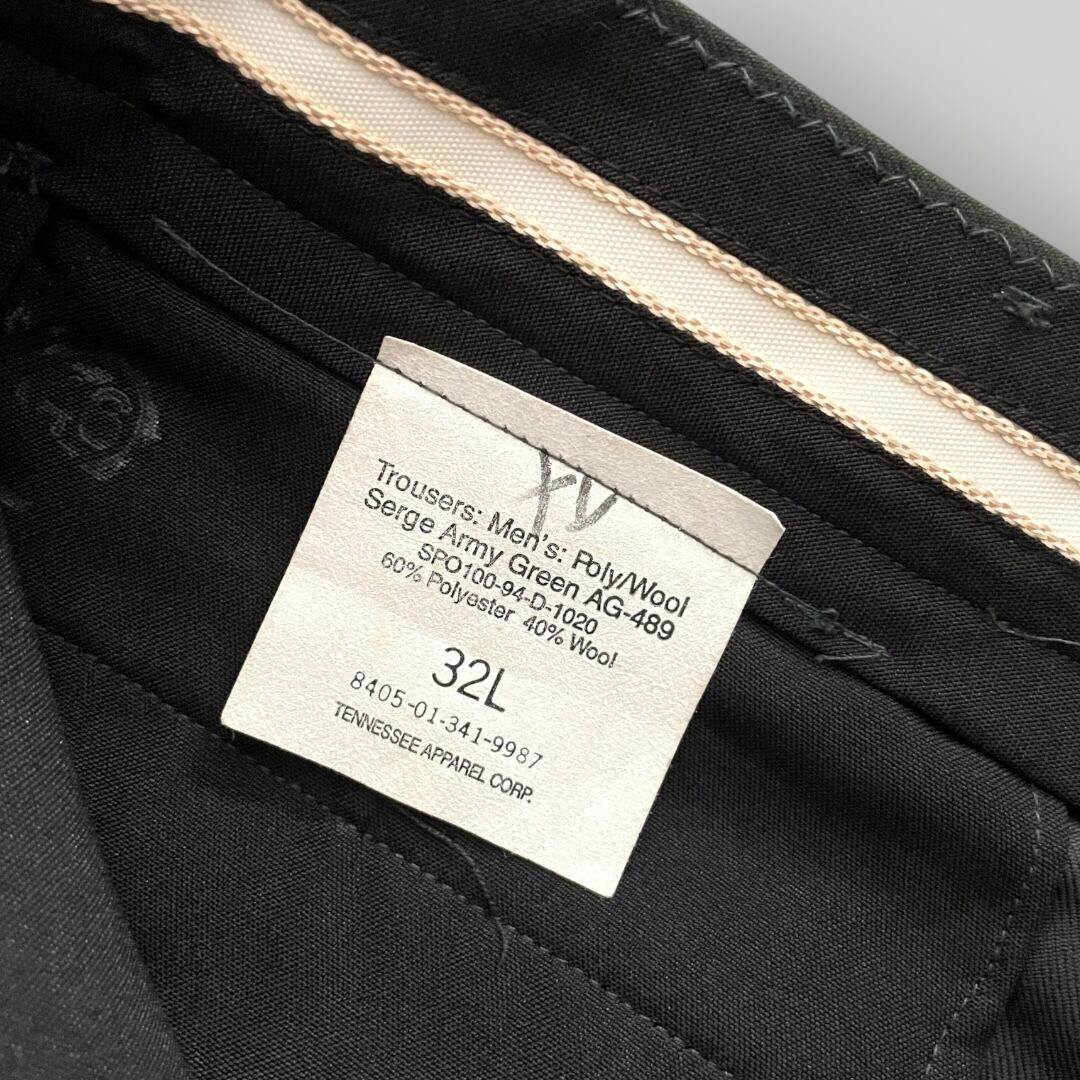 XV
Trousers: Men's: Poly/Wool
Serge Army Green AG-489
SPO100-94-D-1020
60% Polyester 40% Wool
32L
8405-01-341-9987
TENNESSEE APPAREL CORP.